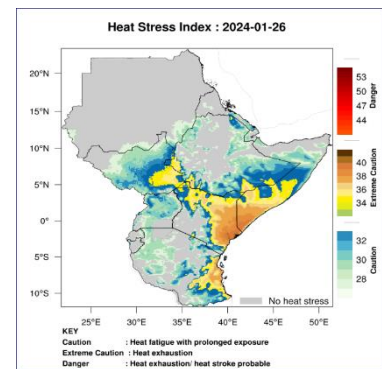 Heat Stress Index : 2024-01-26
20°N
15°N
10°N
5°N
0°
5°S
10°S
25°E 30°E 35°E 40°E 45°E 50°E
No heat stress
53
50
47
44
Danger
40
38
36
34
Extreme Caution
32
30
28
Caution
KEY
Caution : Heat fatigue with prolonged exposure
Extreme Caution : Heat exhaustion
Danger : Heat exhaustion/ heat stroke probable